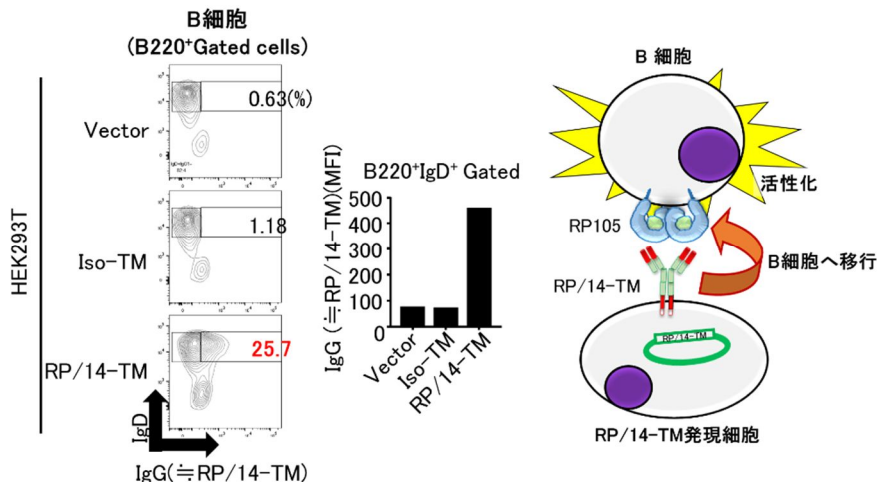 B細胞
(B220⁺Gated cells)
HEK293T
Vector
0.63(%)
Iso-TM
1.18
RP/14-TM
25.7
IgD
IgG(≒RP/14-TM)
B220⁺IgD⁺ Gated
IgG (≒RP/14-TM)(MFI)
500
400
300
200
100
0
Vector
Iso-TM
RP/14-TM
B 細胞
活性化
RP105
B細胞へ移行
RP/14-TM
RP/14-TM
RP/14-TM発現細胞